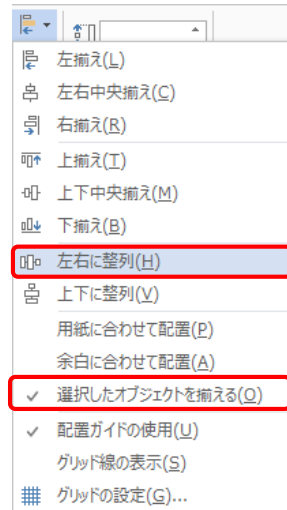 左揃え(L)
左右中央揃え(C)
右揃え(R)
上揃え(T)
上下中央揃え(M)
下揃え(B)
左右に整列(H)
上下に整列(V)
用紙に合わせて配置(P)
余白に合わせて配置(A)
選択したオブジェクトを揃える(O)
配置ガイドの使用(U)
グリッド線の表示(S)
グリッドの設定(G)...